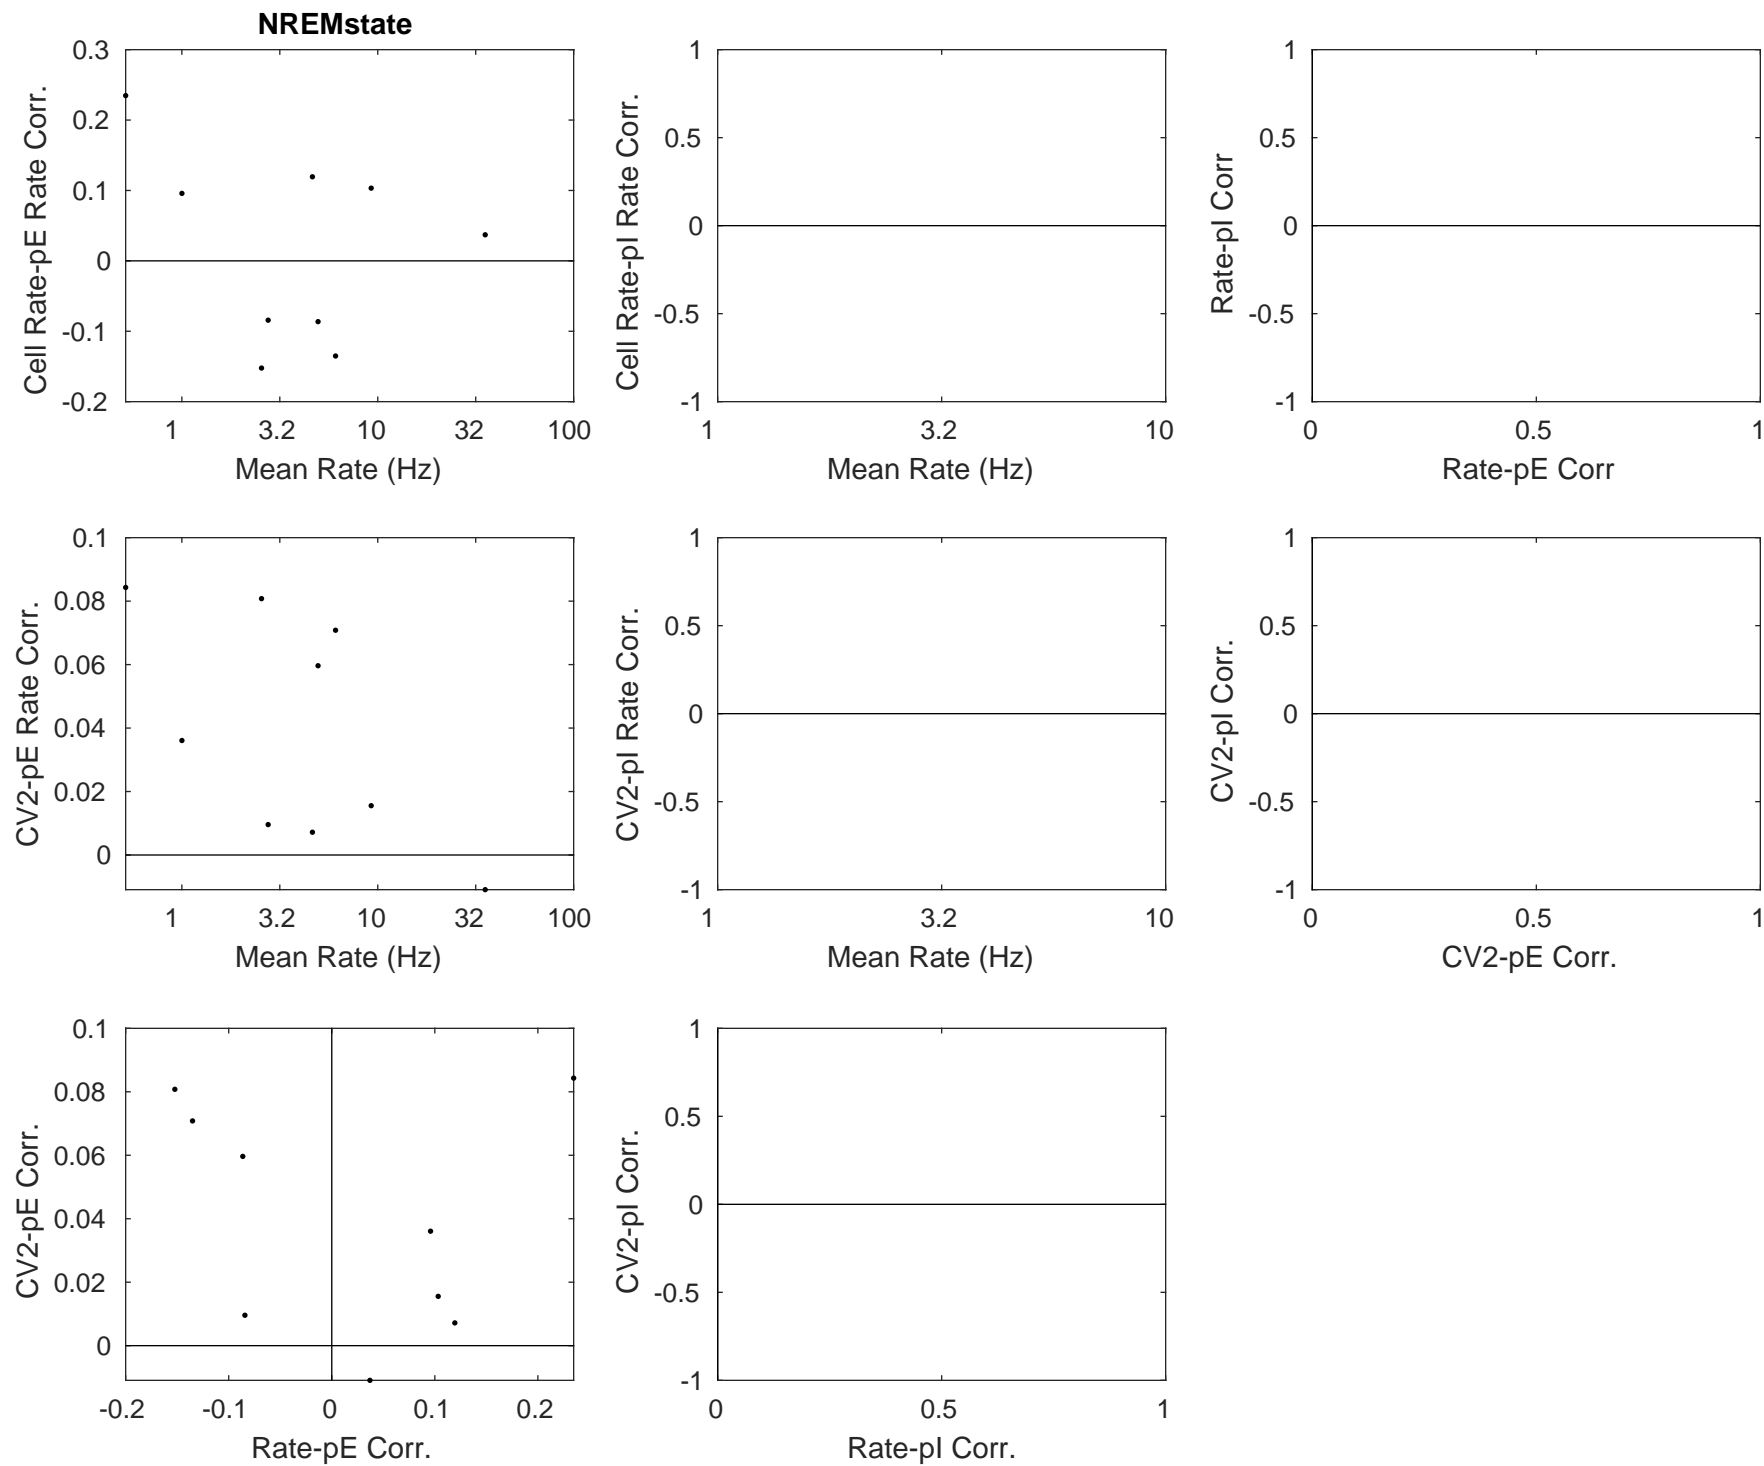 NREMstate
0.3
0.2
0.1
0
-0.1
-0.2
Cell Rate-pE Rate Corr.
1 3.2 10 32 100
Mean Rate (Hz)
1
0.5
0
-0.5
-1
Cell Rate-pI Rate Corr.
1 3.2 10
Mean Rate (Hz)
1
0.5
0
-0.5
-1
Rate-pI Corr
0 0.5 1
Rate-pE Corr
0.1
0.08
0.06
0.04
0.02
0
CV2-pE Rate Corr.
1 3.2 10 32 100
Mean Rate (Hz)
1
0.5
0
-0.5
-1
CV2-pI Rate Corr.
1 3.2 10
Mean Rate (Hz)
1
0.5
0
-0.5
-1
CV2-pI Corr.
0 0.5 1
CV2-pE Corr.
0.1
0.08
0.06
0.04
0.02
0
CV2-pE Corr.
-0.2 -0.1 0 0.1 0.2
Rate-pE Corr.
1
0.5
0
-0.5
-1
CV2-pI Corr.
0 0.5 1
Rate-pI Corr.